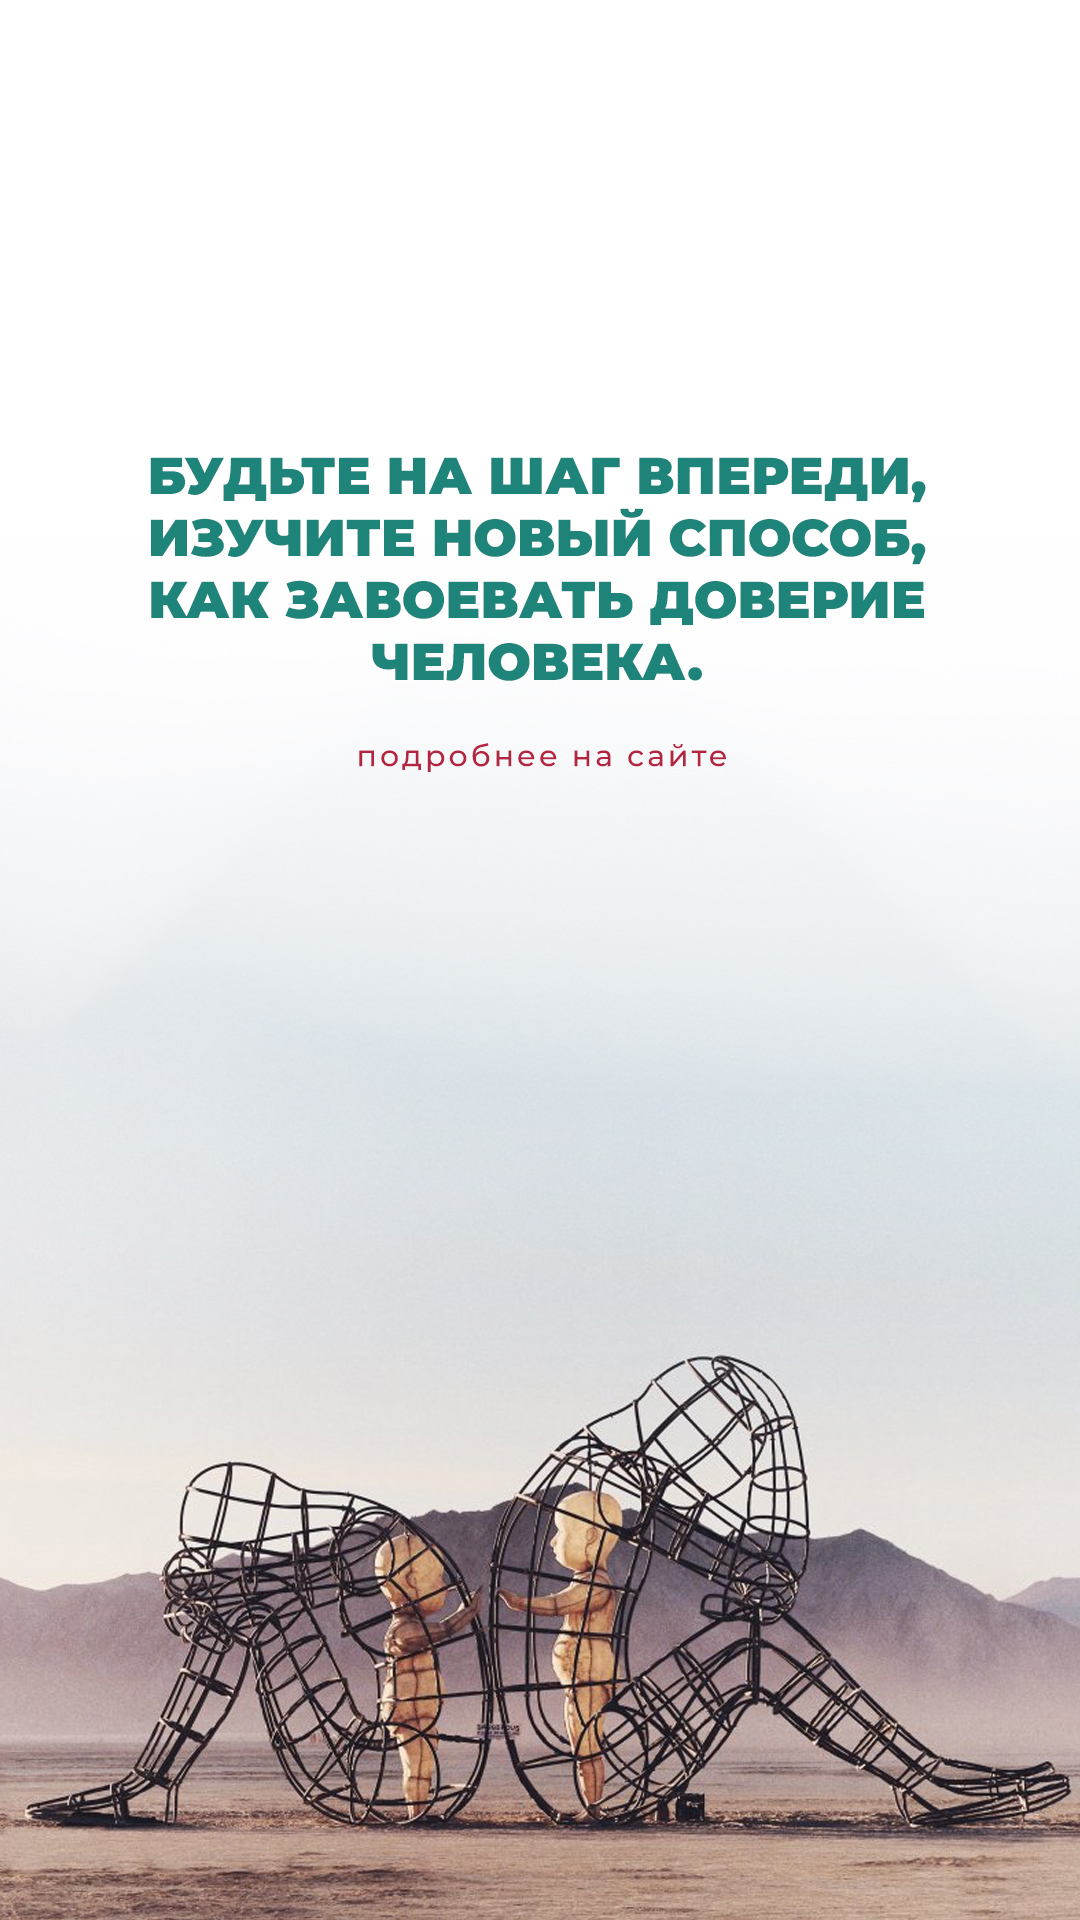 БУДЬТЕ НА ШАГ ВПЕРЕДИ,
ИЗУЧИТЕ НОВЫЙ СПОСОБ,
КАК ЗАВОЕВАТЬ ДОВЕРИЕ
ЧЕЛОВЕКА.
подробнее на сайте